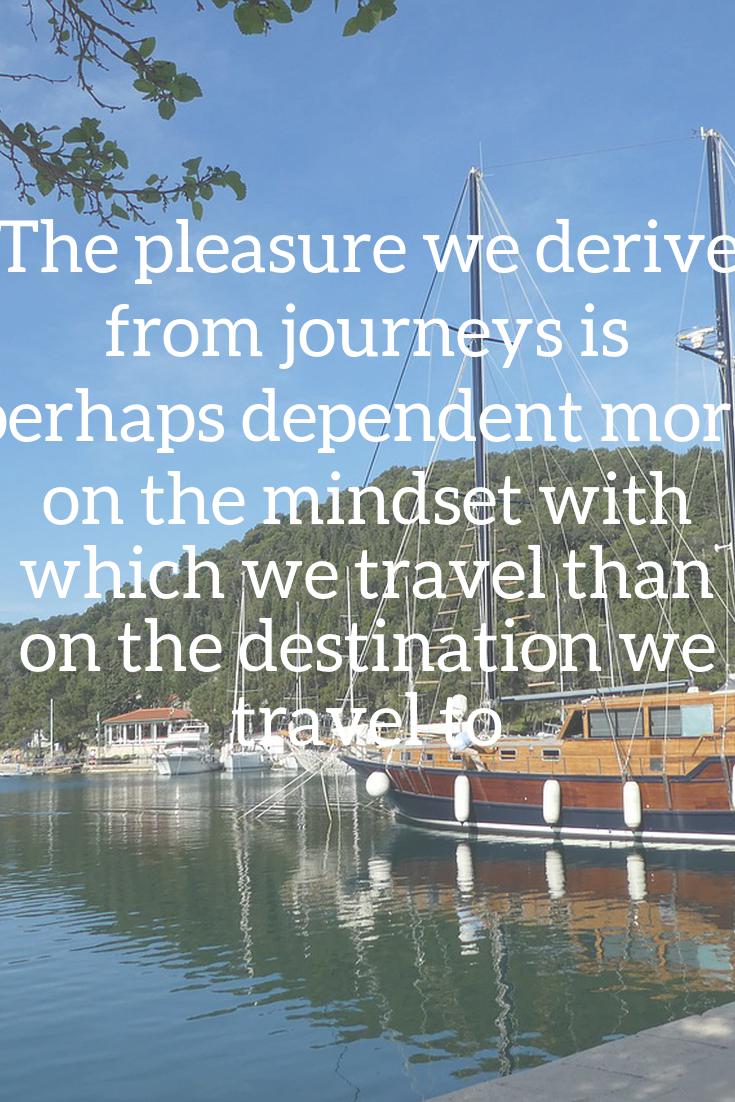 The pleasure we derive
from journeys is
perhaps dependent mor
on the mindset with
which we travel than
on the destination we
travel to